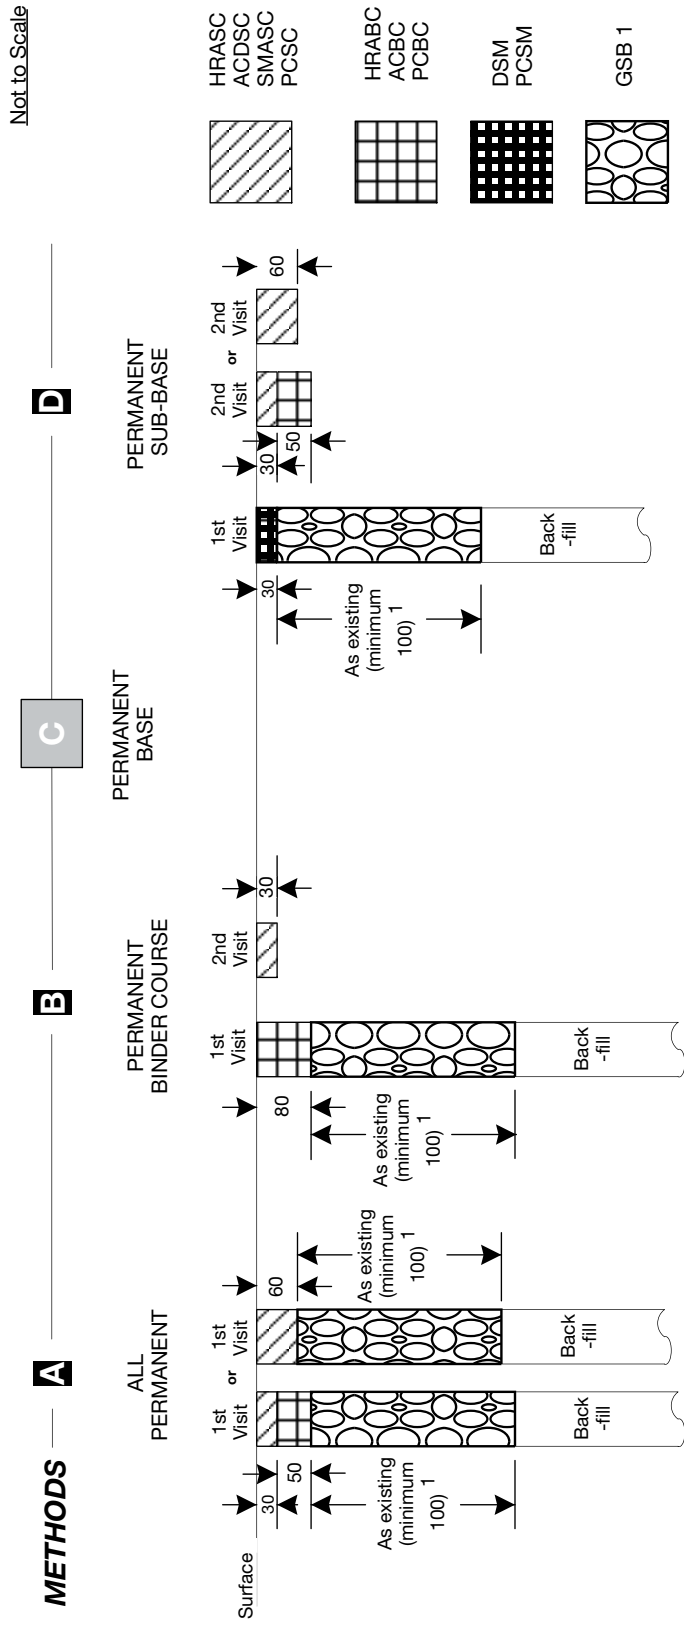 Not to Scale
METHODS
A
B
C
D
ALL
PERMANENT
PERMANENT
BINDER COURSE
PERMANENT
BASE
PERMANENT
SUB-BASE
1st
Visit
or
1st
Visit
1st
Visit
2nd
Visit
1st
Visit
2nd
Visit
or
2nd
Visit
Surface
30
50
60
80
30
30
30
50
60
As existing
(minimum
100) 1
As existing
(minimum
100) 1
As existing
(minimum
100) 1
As existing
(minimum
100) 1
Back
-fill
Back
-fill
Back
-fill
Back
-fill
HRASC
ACDSC
SMASC
PCSC
HRABC
ACBC
PCBC
DSM
PCSM
GSB 1